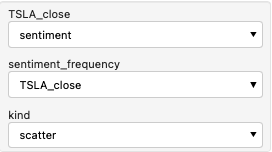 TSLA_close
sentiment
sentiment_frequency
TSLA_close
kind
scatter